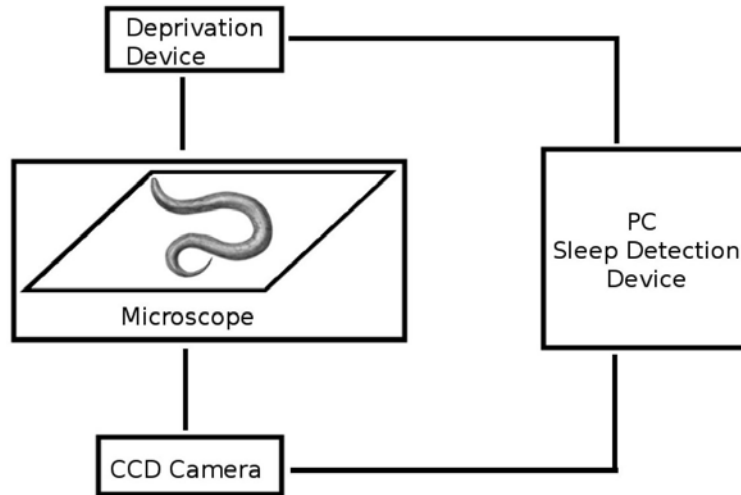 Deprivation
Device
PC
Sleep Detection
Device
Microscope
CCD Camera